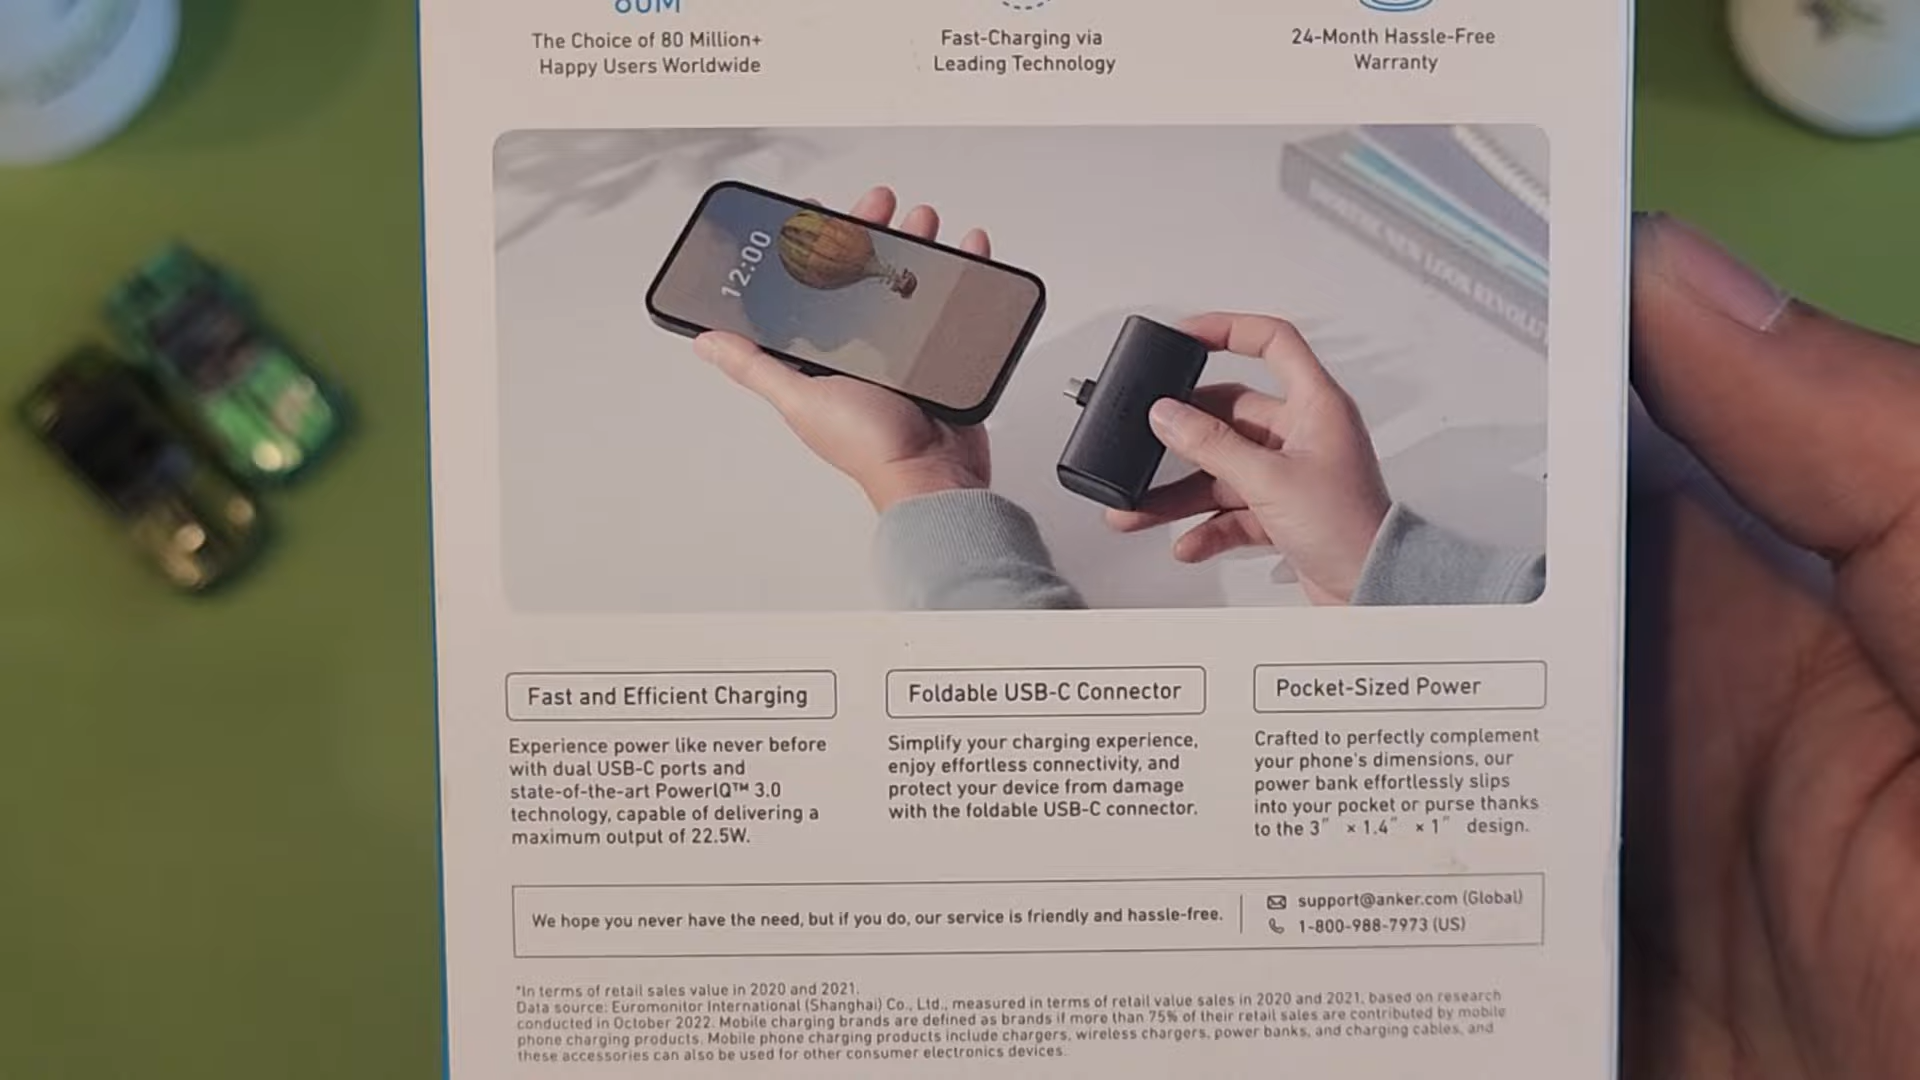 80M
The Choice of 80 Million+
Happy Users Worldwide
Fast-Charging via
Leading Technology
24-Month Hassle-Free
Warranty
12:00
Fast and Efficient Charging
Experience power like never before
with dual USB-C ports and
state-of-the-art PowerIQ™ 3.0
technology, capable of delivering a
maximum output of 22.5W.
Foldable USB-C Connector
Simplify your charging experience,
enjoy effortless connectivity, and
protect your device from damage
with the foldable USB-C connector.
Pocket-Sized Power
Crafted to perfectly complement
your phone's dimensions, our
power bank effortlessly slips
into your pocket or purse thanks
to the 3" × 1.4" × 1" design.
We hope you never have the need, but if you do, our service is friendly and hassle-free.
support@anker.com (Global)
1-800-988-7973 (US)
*In terms of retail sales value in 2020 and 2021.
Data source: Euromonitor International (Shanghai) Co., Ltd., measured in terms of retail value sales in 2020 and 2021, based on research
conducted in October 2022. Mobile charging brands are defined as brands if more than 75% of their retail sales are contributed by mobile
phone charging products. Mobile phone charging products include chargers, wireless chargers, power banks, and charging cables, and
these accessories can also be used for other consumer electronics devices.